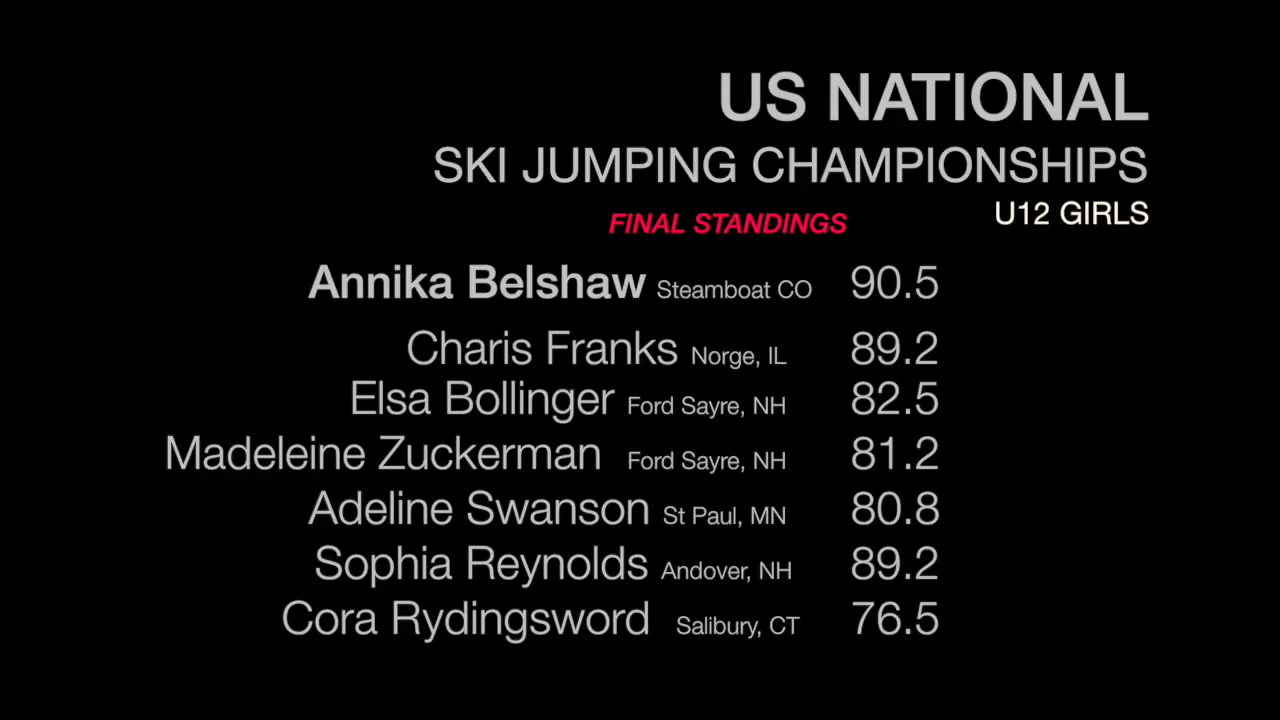 US NATIONAL
SKI JUMPING CHAMPIONSHIPS
U12 GIRLS
FINAL STANDINGS
Annika Belshaw Steamboat CO 90.5
Charis Franks Norge, IL 89.2
Elsa Bollinger Ford Sayre, NH 82.5
Madeleine Zuckerman Ford Sayre, NH 81.2
Adeline Swanson St Paul, MN 80.8
Sophia Reynolds Andover, NH 89.2
Cora Rydingsword Salibury, CT 76.5